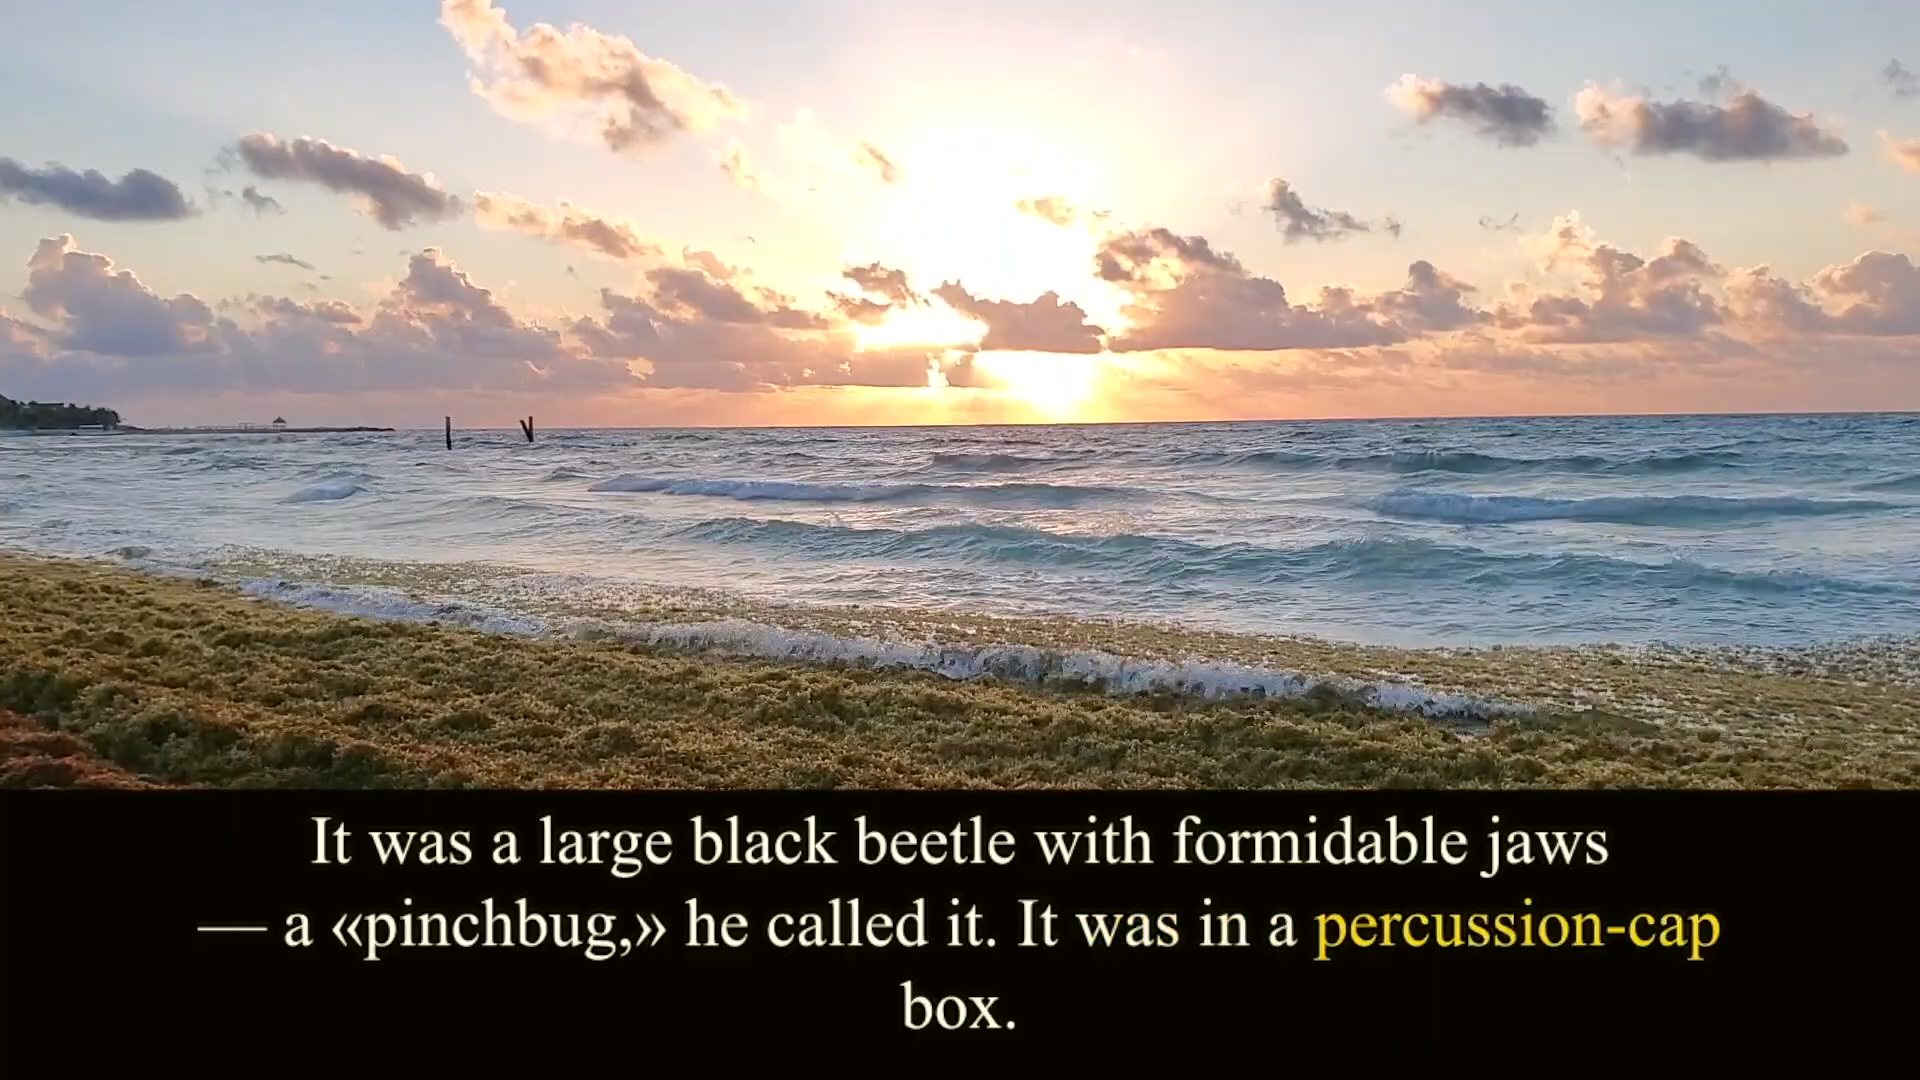 It was a large black beetle with formidable jaws
— a «pinchbug,» he called it. It was in a percussion-cap
box.